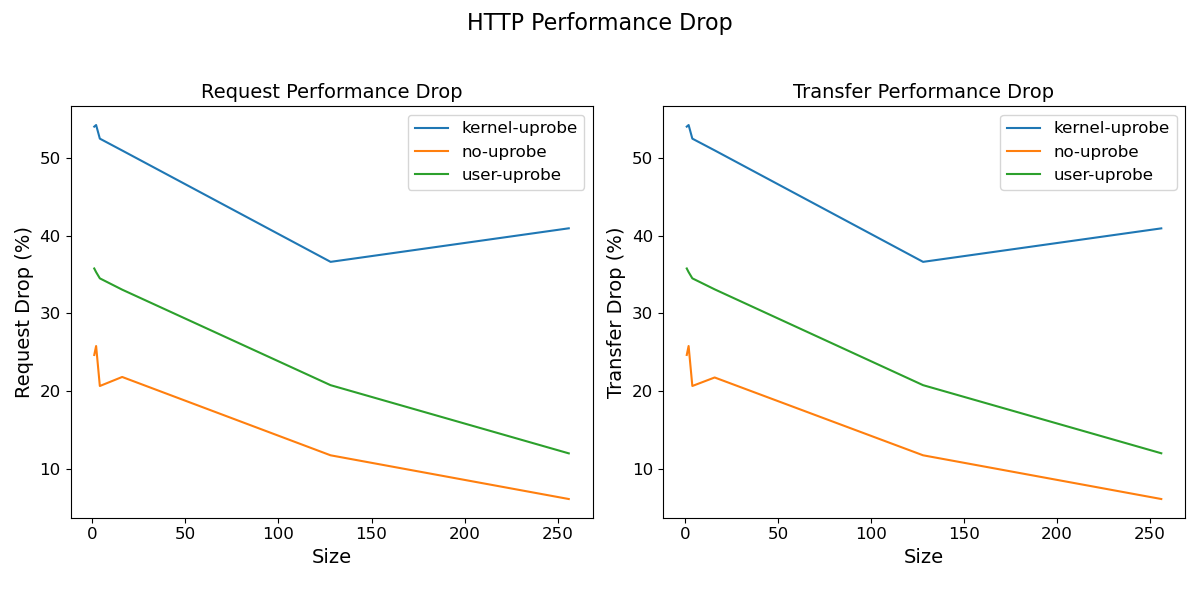 HTTP Performance Drop
Request Performance Drop
kernel-uprobe
no-uprobe
user-uprobe
50
40
30
20
10
Request Drop (%)
0
50
100
150
200
250
Size
Transfer Performance Drop
kernel-uprobe
no-uprobe
user-uprobe
50
40
30
20
10
Transfer Drop (%)
0
50
100
150
200
250
Size